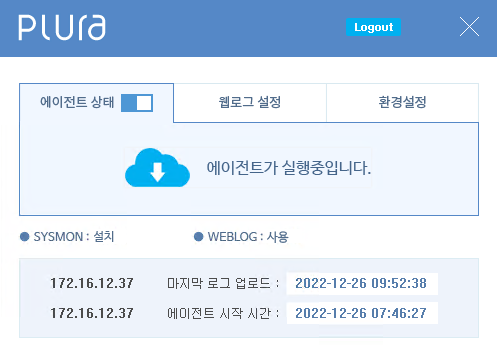 PLURA
Logout
에이전트 상태
웹로그 설정
환경설정
에이전트가 실행중입니다.
● SYSMON : 설치
● WEBLOG : 사용
172.16.12.37 마지막 로그 업로드 : 2022-12-26 09:52:38
172.16.12.37 에이전트 시작 시간 : 2022-12-26 07:46:27